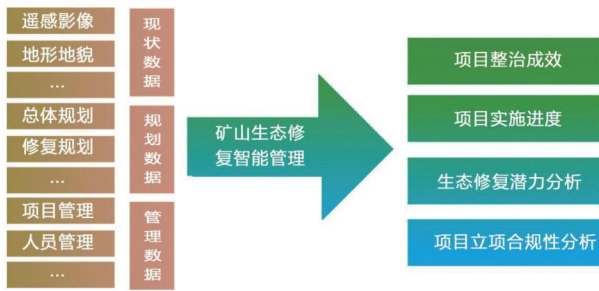 遥感影像
地形地貌
…
现状数据
总体规划
修复规划
…
规划数据
项目管理
人员管理
…
管理数据
矿山生态修
复智能管理
项目整治成效
项目实施进度
生态修复潜力分析
项目立项合规性分析